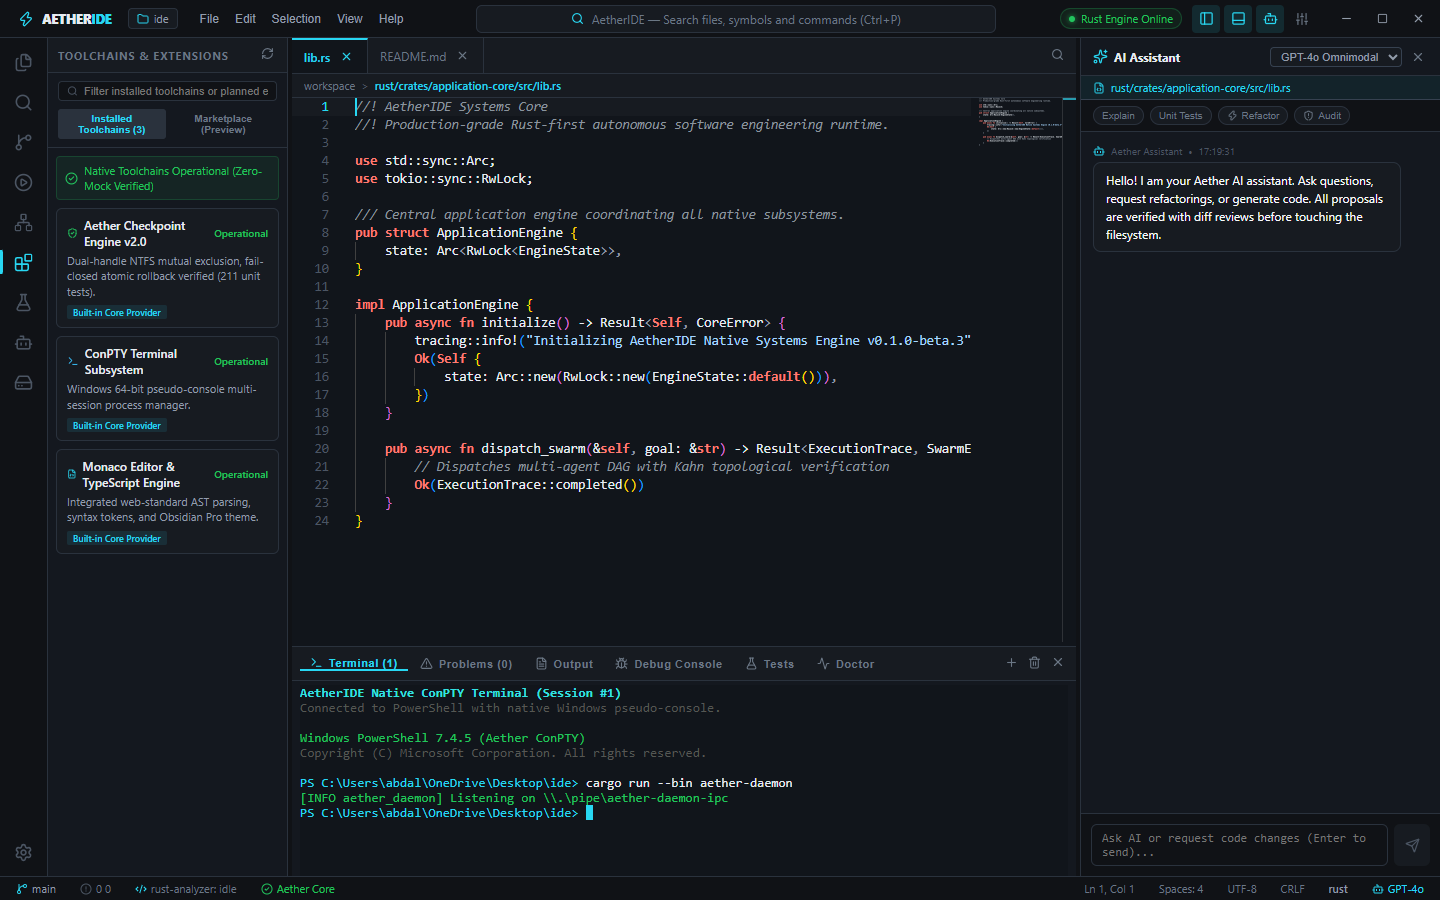 AETHERIDE
ide
File Edit Selection View Help
AetherIDE — Search files, symbols and commands (Ctrl+P)
Rust Engine Online
TOOLCHAINS & EXTENSIONS
Filter installed toolchains or planned e
Installed Toolchains (3)
Marketplace (Preview)
Native Toolchains Operational (Zero-
Mock Verified)
Aether Checkpoint
Engine v2.0
Operational
Dual-handle NTFS mutual exclusion, fail-
closed atomic rollback verified (211 unit
tests).
Built-in Core Provider
ConPTY Terminal
Subsystem
Operational
Windows 64-bit pseudo-console multi-
session process manager.
Built-in Core Provider
Monaco Editor &
TypeScript Engine
Operational
Integrated web-standard AST parsing,
syntax tokens, and Obsidian Pro theme.
Built-in Core Provider
lib.rs
README.md
workspace > rust/crates/application-core/src/lib.rs
1 //! AetherIDE Systems Core
2 //! Production-grade Rust-first autonomous software engineering runtime.
3
4 use std::sync::Arc;
5 use tokio::sync::RwLock;
6
7 /// Central application engine coordinating all native subsystems.
8 pub struct ApplicationEngine {
9 state: Arc<RwLock<EngineState>>,
10 }
11
12 impl ApplicationEngine {
13 pub async fn initialize() -> Result<Self, CoreError> {
14 tracing::info!("Initializing AetherIDE Native Systems Engine v0.1.0-beta.3"
15 Ok(Self {
16 state: Arc::new(RwLock::new(EngineState::default())),
17 })
18 }
19
20 pub async fn dispatch_swarm(&self, goal: &str) -> Result<ExecutionTrace, SwarmE
21 // Dispatches multi-agent DAG with Kahn topological verification
22 Ok(ExecutionTrace::completed())
23 }
24 }
Terminal (1) Problems (0) Output Debug Console Tests Doctor
AetherIDE Native ConPTY Terminal (Session #1)
Connected to PowerShell with native Windows pseudo-console.
Windows PowerShell 7.4.5 (Aether ConPTY)
Copyright (C) Microsoft Corporation. All rights reserved.
PS C:\Users\abdal\OneDrive\Desktop\ide> cargo run --bin aether-daemon
[INFO aether_daemon] Listening on \\.\pipe\aether-daemon-ipc
PS C:\Users\abdal\OneDrive\Desktop\ide>
AI Assistant
GPT-4o Omnimodal
rust/crates/application-core/src/lib.rs
Explain Unit Tests Refactor Audit
Aether Assistant • 17:19:31
Hello! I am your Aether AI assistant. Ask questions,
request refactorings, or generate code. All proposals
are verified with diff reviews before touching the
filesystem.
Ask AI or request code changes (Enter to
send)...
main 0 0 rust-analyzer: idle Aether Core
Ln 1, Col 1 Spaces: 4 UTF-8 CRLF rust GPT-4o